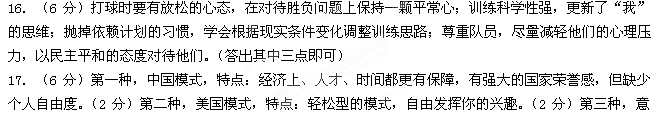 16. （6 分）打球时要有放松的心态，在对待胜负问题上保持一颗平常心；训练科学性强，更新了“我”
的思维；抛掉依赖计划的习惯，学会根据现实条件变化调整训练思路；尊重队员，尽量减轻他们的心理压
力，以民主平和的态度对待他们。（答出其中三点即可）
17. （6 分）第一种，中国模式，特点：经济上、人才、时间都更有保障，有强大的国家荣誉感，但缺少
个人自由度。（2 分）第二种，美国模式，特点：轻松型的模式，自由发挥你的兴趣。（2 分）第三种，意